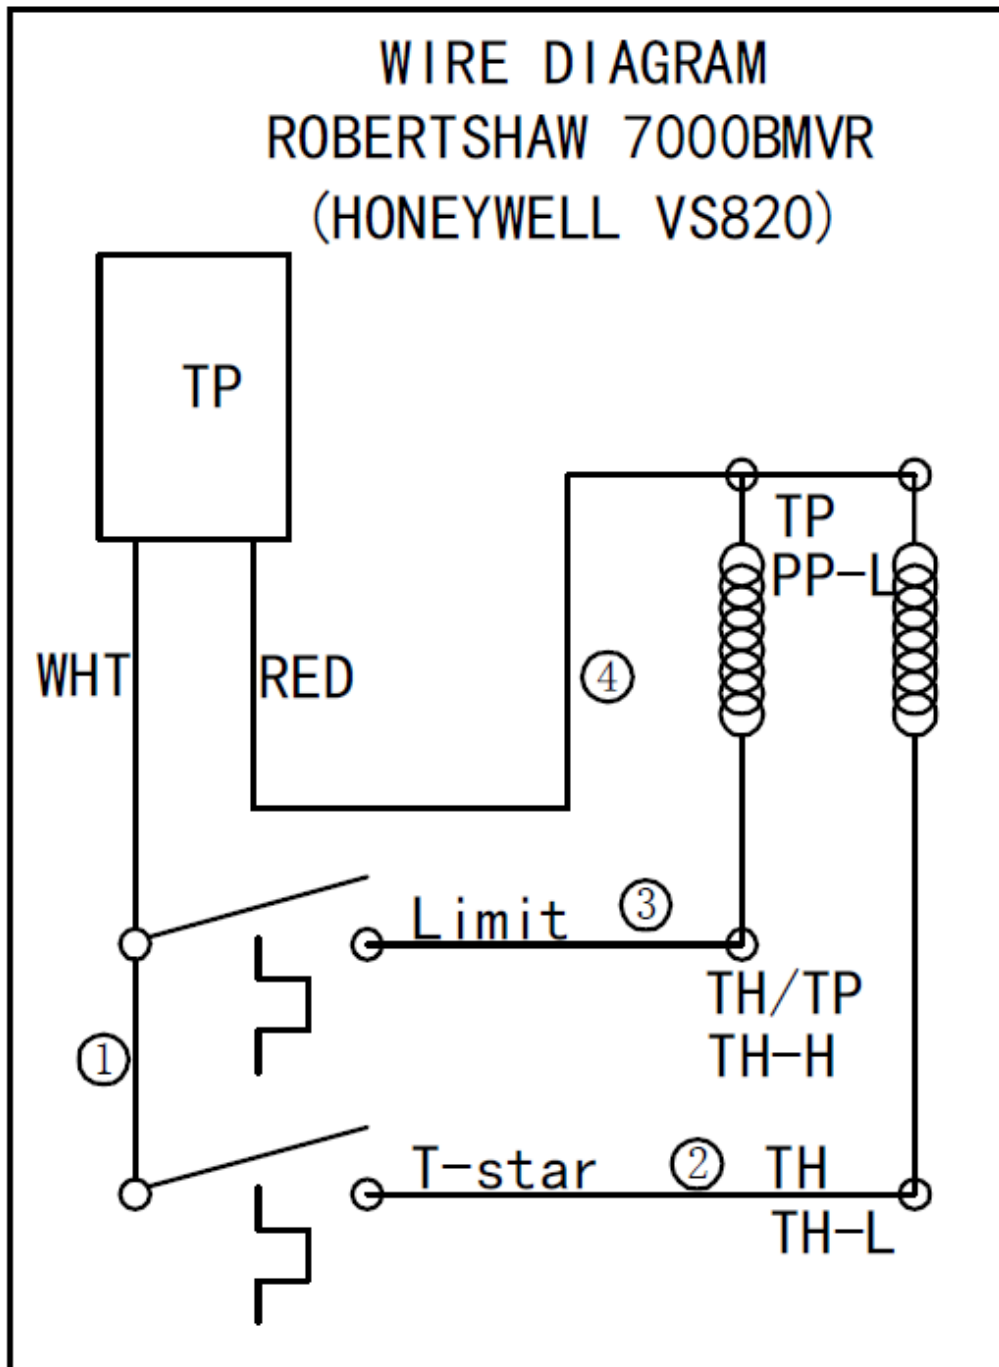 WIRE DIAGRAM
ROBERTSHAW 7000BMVR
(HONEYWELL VS820)
TP
TP
PP-L
WHT
RED
④
Limit
③
TH/TP
TH-H
①
T-star
②
TH
TH-L